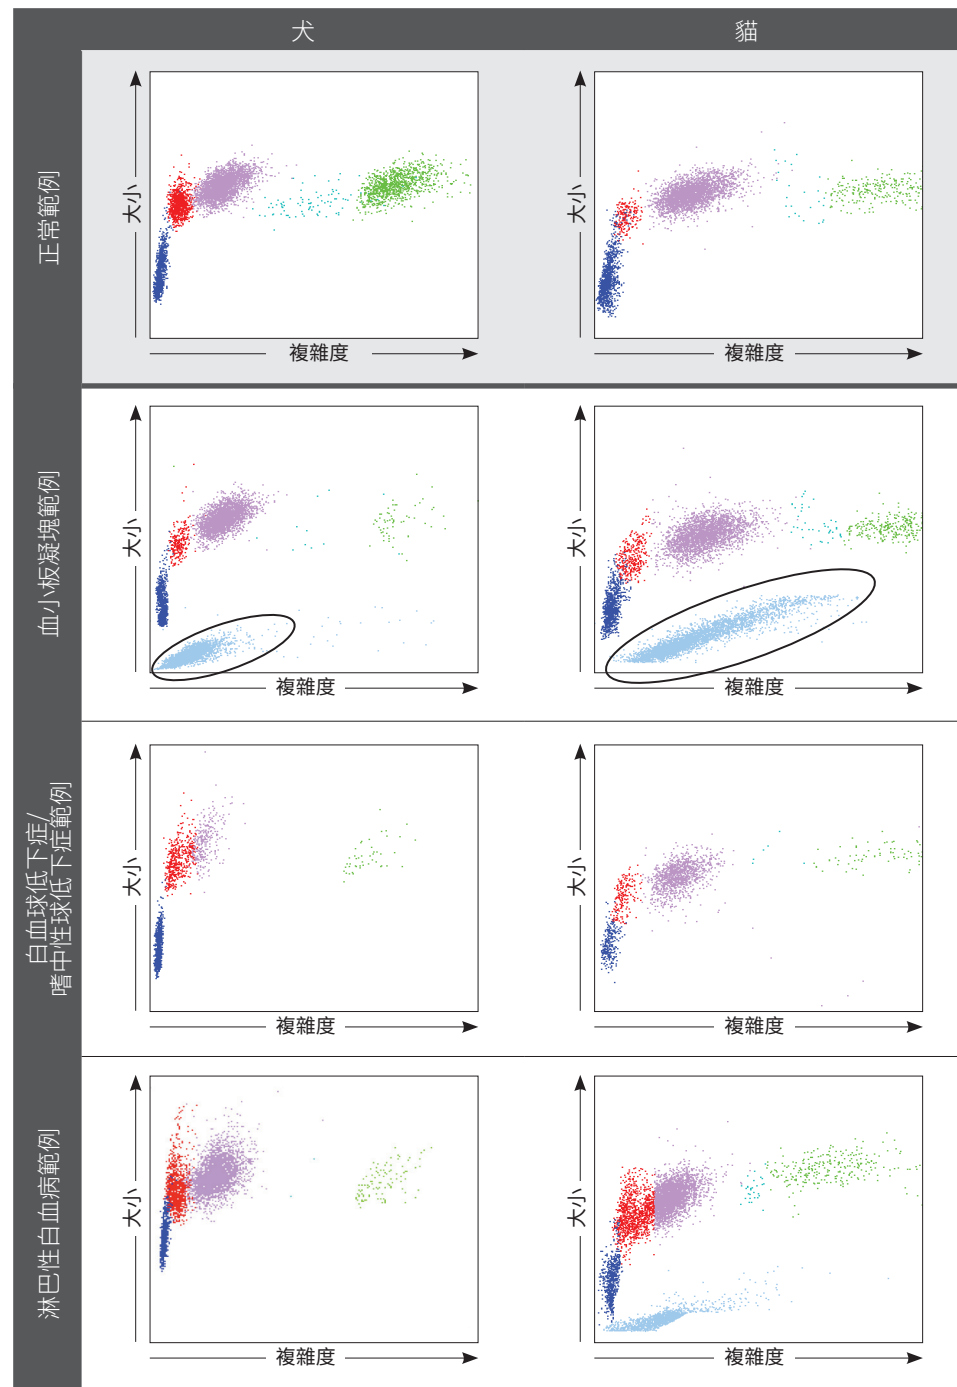 犬
貓
正常範例
大小
複雜度
大小
複雜度
血小板凝塊範例
大小
複雜度
大小
複雜度
白血球低下症/
嗜中性球低下症範例
大小
複雜度
大小
複雜度
淋巴性白血病範例
大小
複雜度
大小
複雜度